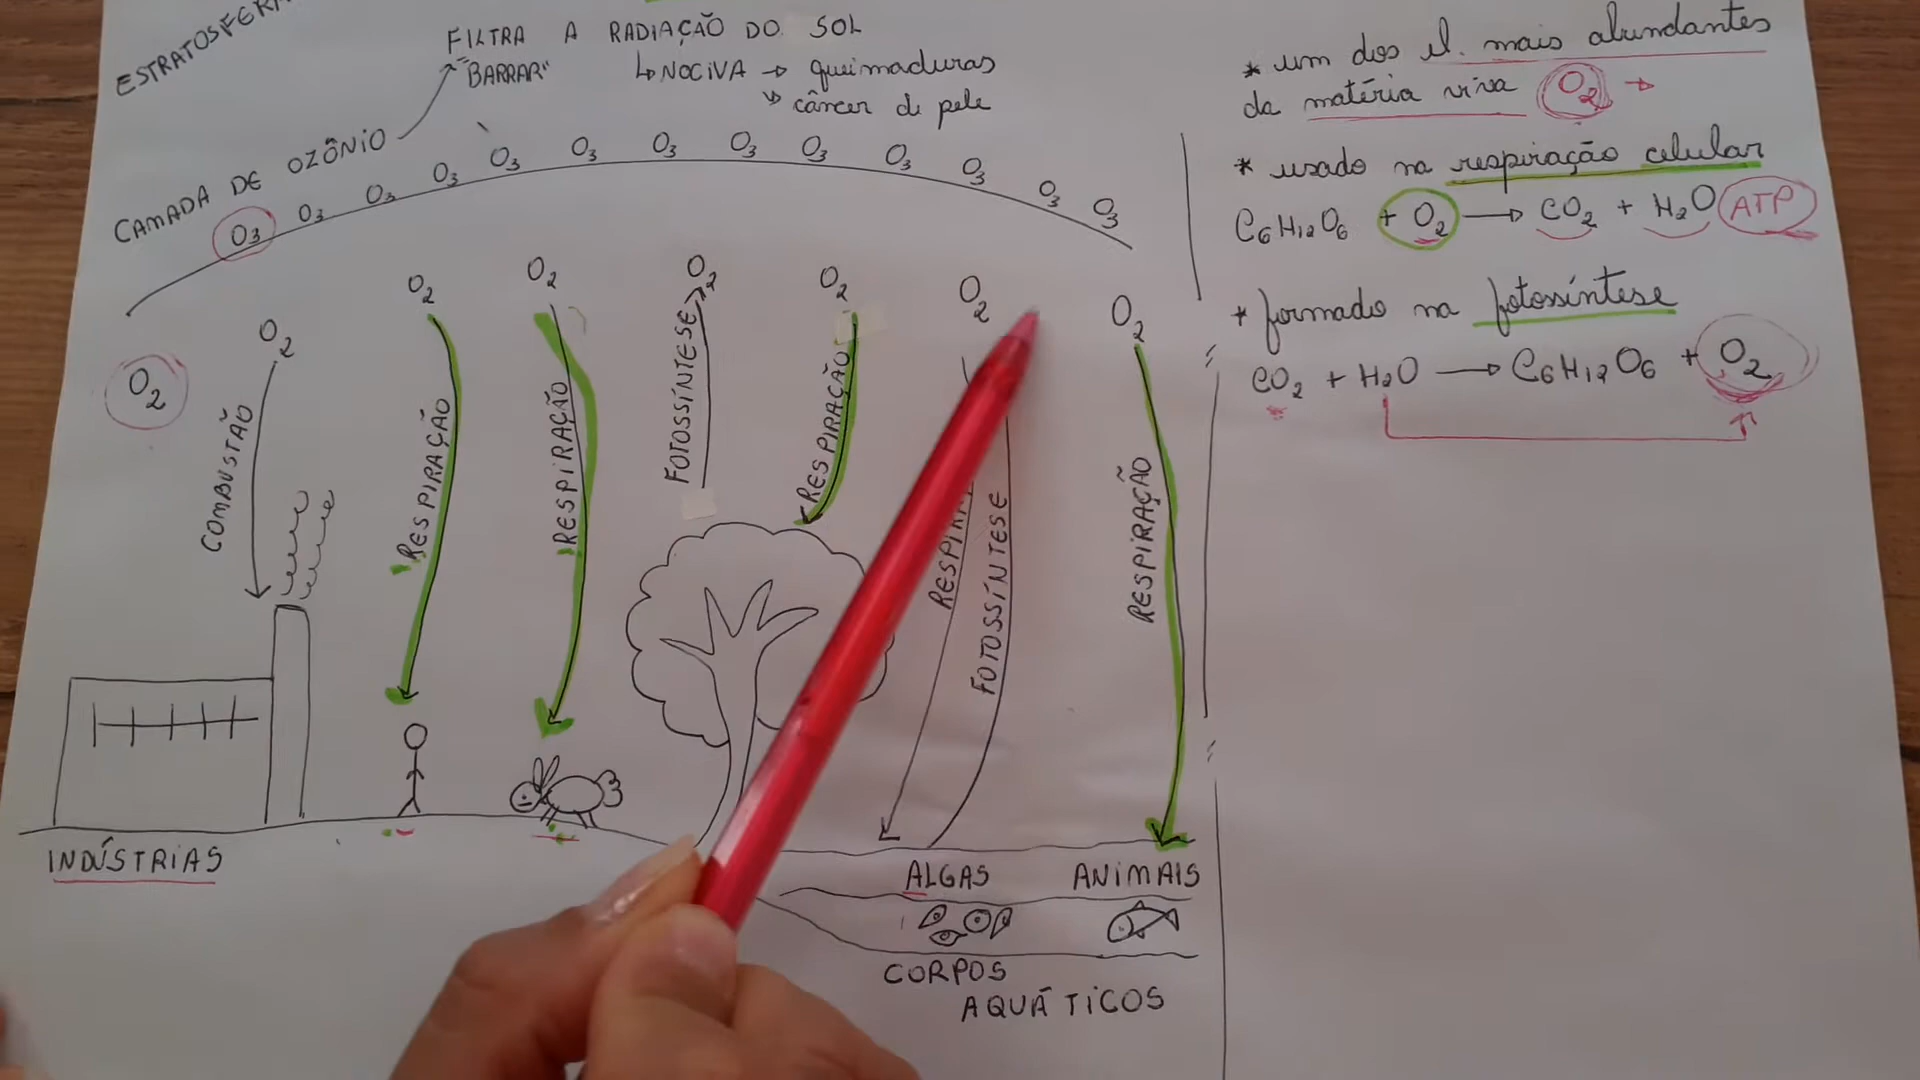 ESTRATOSFERA
FILTRA A RADIAÇÃO DO SOL
"BARRAR" ↳ NOCIVA → queimaduras
↘ câncer de pele
CAMADA DE OZÔNIO
O3 O3 O3 O3 O3 O3 O3 O3 O3 O3 O3 O3 O3
O2 O2 O2 O2 O2 O2 O2 O2
COMBUSTÃO
RESPIRAÇÃO
RESPIRAÇÃO
FOTOSSÍNTESE
RESPIRAÇÃO
FOTOSSÍNTESE
RESPIRAÇÃO
INDÚSTRIAS
ALGAS ANIMAIS
CORPOS
AQUÁTICOS
* um dos el. mais abundantes
da matéria viva O2 →
* usado na respiração celular
C6H12O6 + O2 → CO2 + H2O ATP
* formado na fotossíntese
CO2 + H2O → C6H12O6 + O2